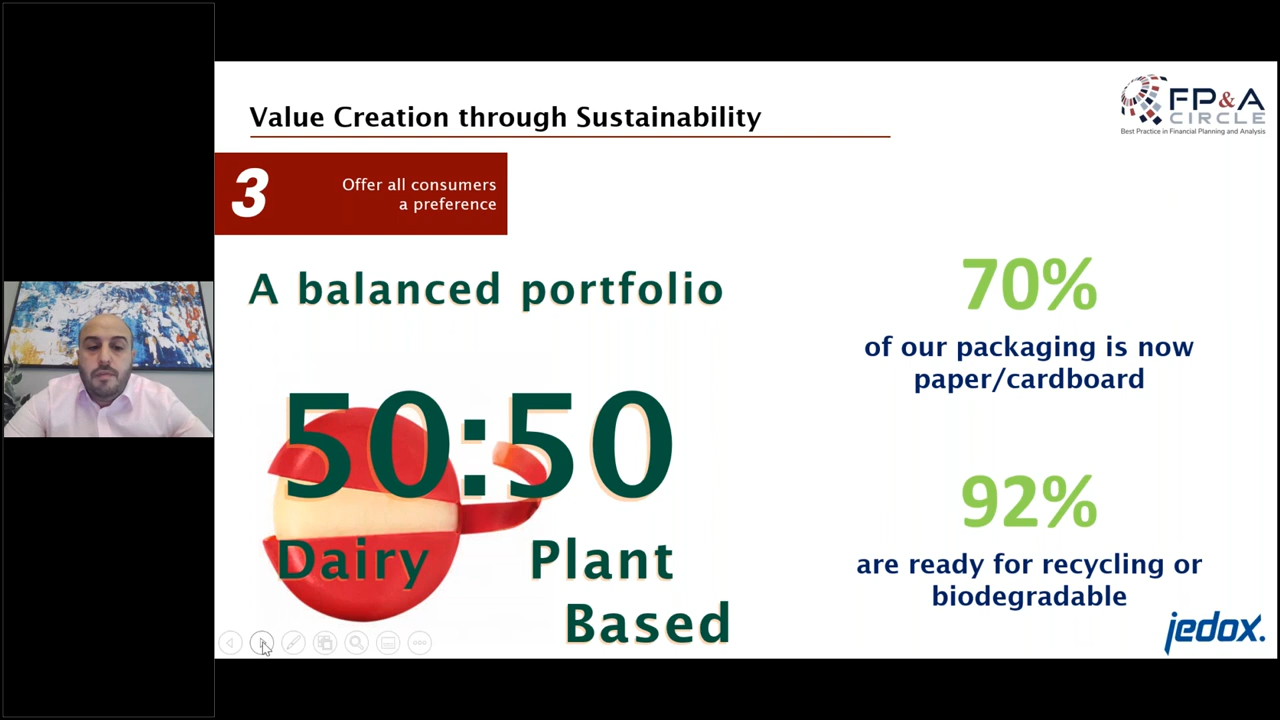 Value Creation through Sustainability
FP&A
CIRCLE
Best Practice in Financial Planning and Analysis
3
Offer all consumers
a preference
A balanced portfolio
50:50
Dairy Plant
Based
70%
of our packaging is now
paper/cardboard
92%
are ready for recycling or
biodegradable
jedox.